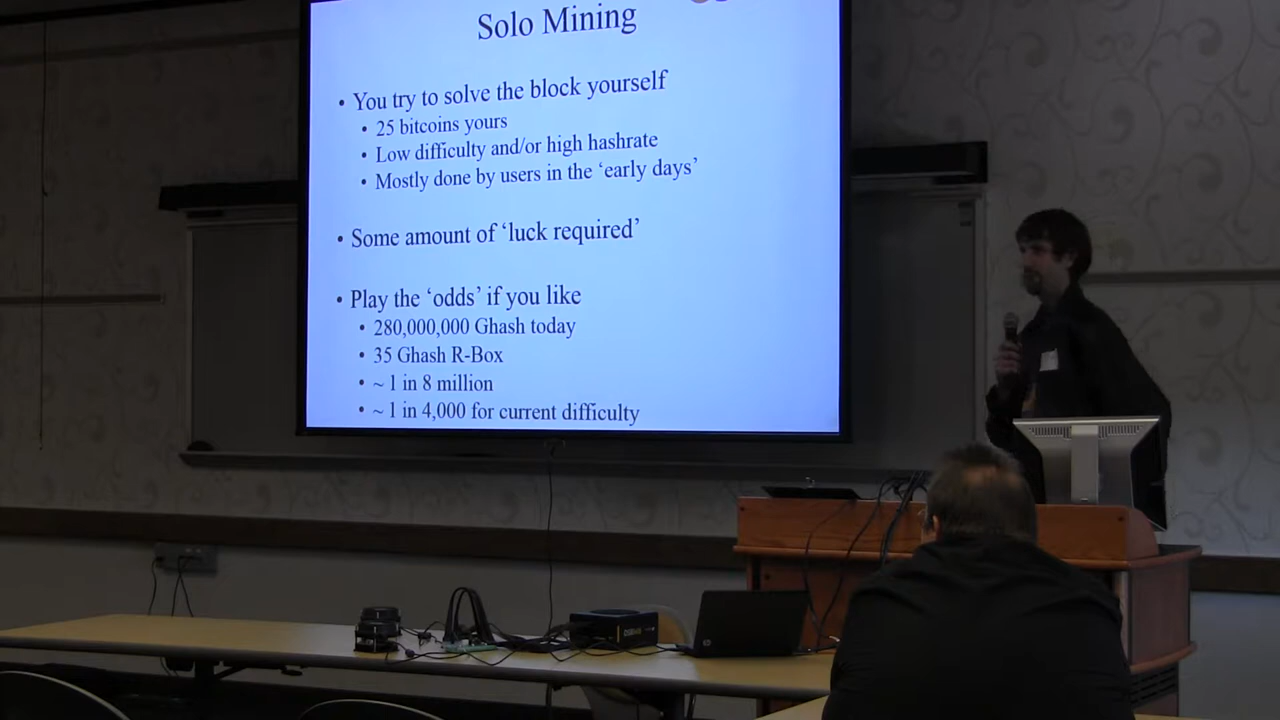 Solo Mining
• You try to solve the block yourself
• 25 bitcoins yours
• Low difficulty and/or high hashrate
• Mostly done by users in the ‘early days’
• Some amount of ‘luck required’
• Play the ‘odds’ if you like
• 280,000,000 Ghash today
• 35 Ghash R-Box
• ~ 1 in 8 million
• ~ 1 in 4,000 for current difficulty